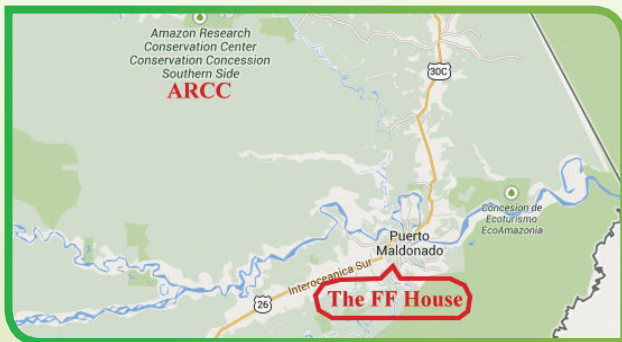 Amazon Research
Conservation Center
Conservation Concession
Southern Side
ARCC
30C
Concesion de
Ecoturismo
EcoAmazonia
Puerto
Maldonado
Interoceanica Sur
26
The FF House